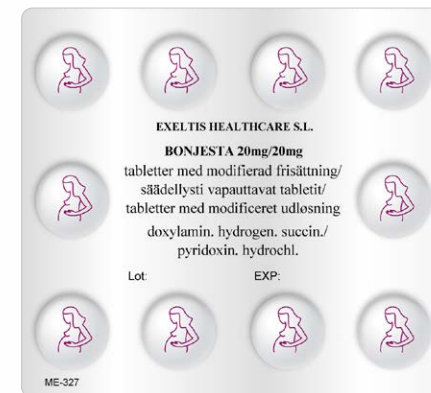 EXELTIS HEALTHCARE S.L.
BONJESTA 20mg/20mg
tabletter med modifierad frisättning/
säädellysti vapauttavat tabletit/
tabletter med modificeret udløsning
doxylamin. hydrogen. succin./
pyridoxin. hydrochl.
Lot: EXP:
ME-327